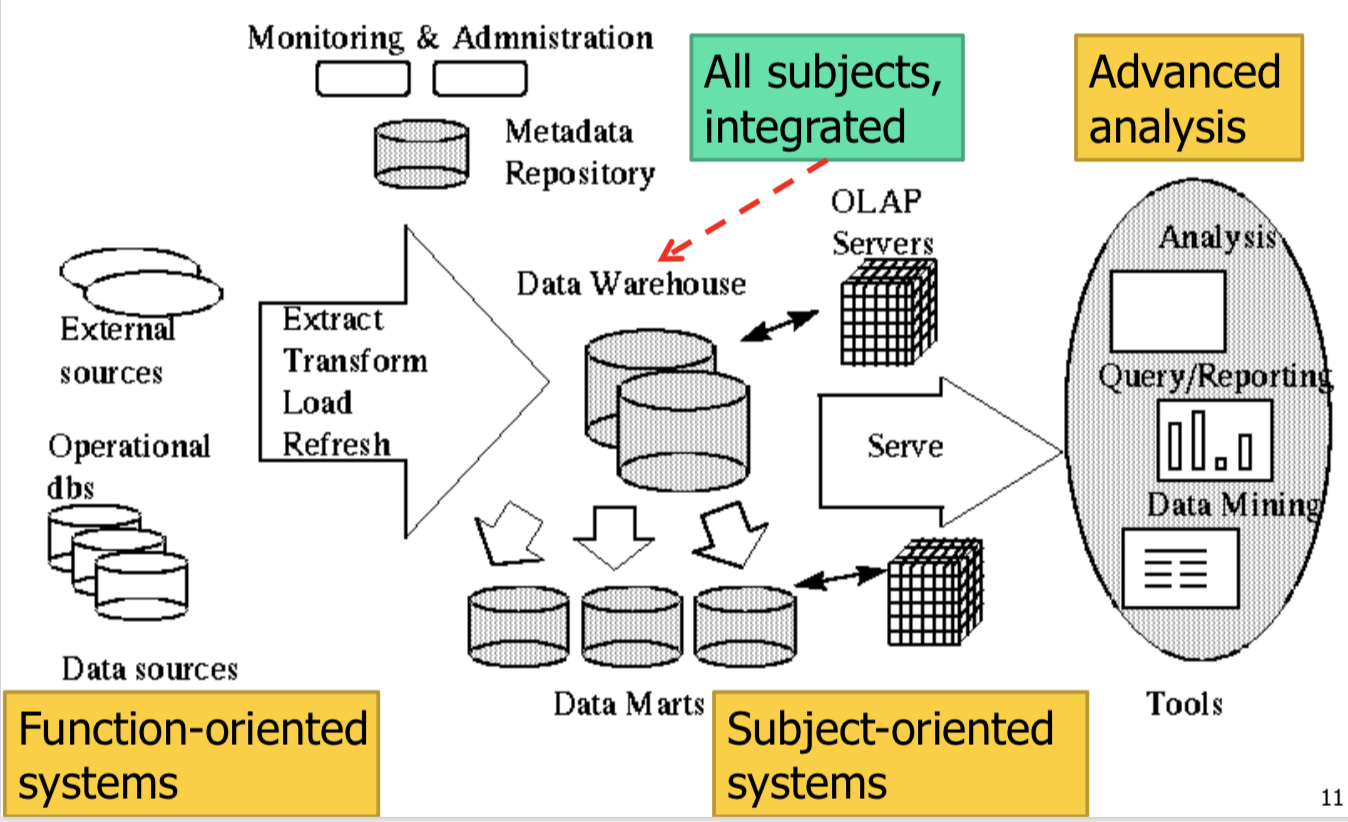 Monitoring & Admnistration
All subjects,
integrated
Advanced
analysis
Metadata
Repository
OLAP
Servers
Analysis
Data Warehouse
External
sources
Extract
Transform
Load
Refresh
Query/Reporting
Operational
dbs
Serve
Data Mining
Data sources
Data Marts
Tools
Function-oriented
systems
Subject-oriented
systems
11